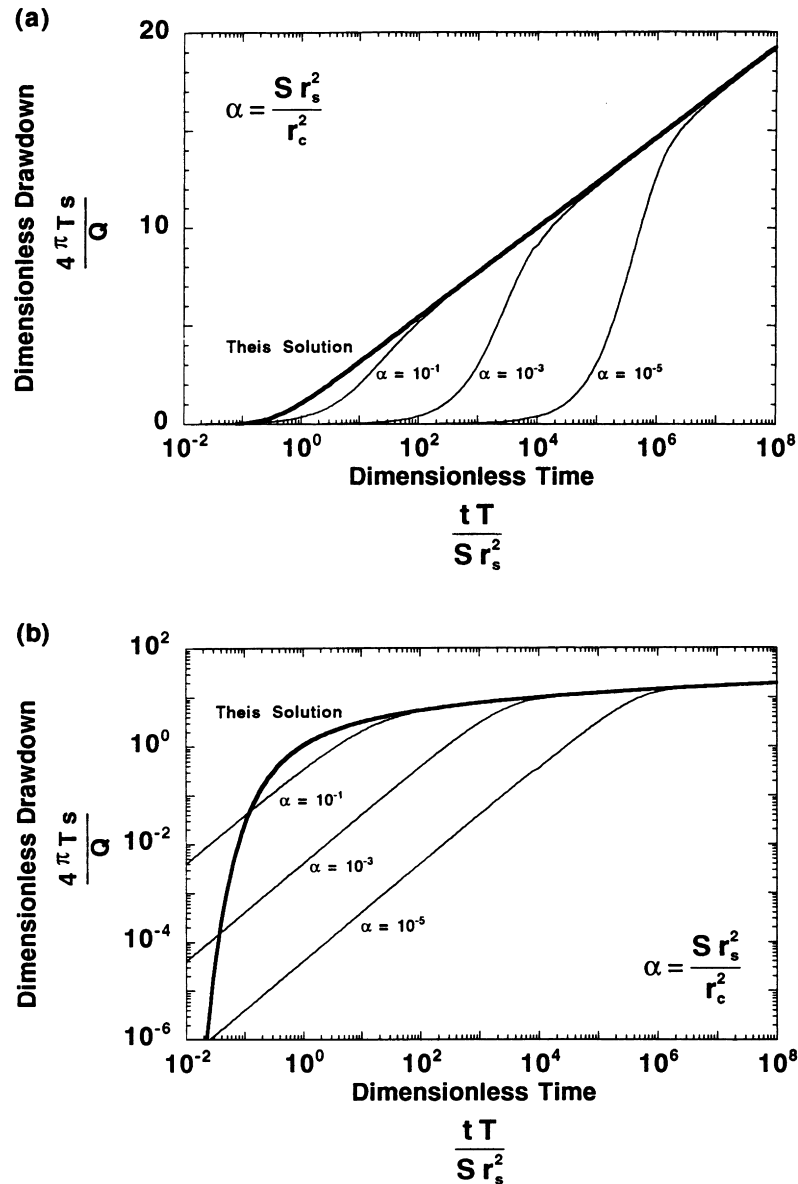 (a)
Dimensionless Drawdown
4 π T s
Q
20
10
0
α = S r_s^2
r_c^2
Theis Solution
α = 10^-1
α = 10^-3
α = 10^-5
10^-2 10^0 10^2 10^4 10^6 10^8
Dimensionless Time
t T
S r_s^2
(b)
Dimensionless Drawdown
4 π T s
Q
10^2
10^0
10^-2
10^-4
10^-6
Theis Solution
α = 10^-1
α = 10^-3
α = 10^-5
α = S r_s^2
r_c^2
10^-2 10^0 10^2 10^4 10^6 10^8
Dimensionless Time
t T
S r_s^2